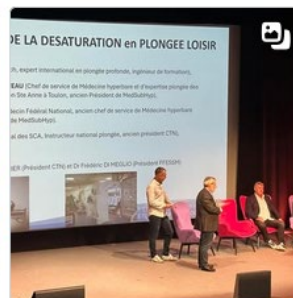 DE LA DESATURATION en PLONGEE LOISIR
expert international en plongée profonde, ingénieur de formation),
EAU (Chef de service de Médecine hyperbare et d'expertise plongée des
Ste Anne à Toulon, ancien Président de MedSubHyp).
decin Fédéral National, ancien chef de service de Médecine hyperbare
de MedSubHyp).
al des SCA, Instructeur national plongée, ancien président CTN),
ER (Président CTN) et Dr Frédéric DI MEGLIO (Président FFESSM)